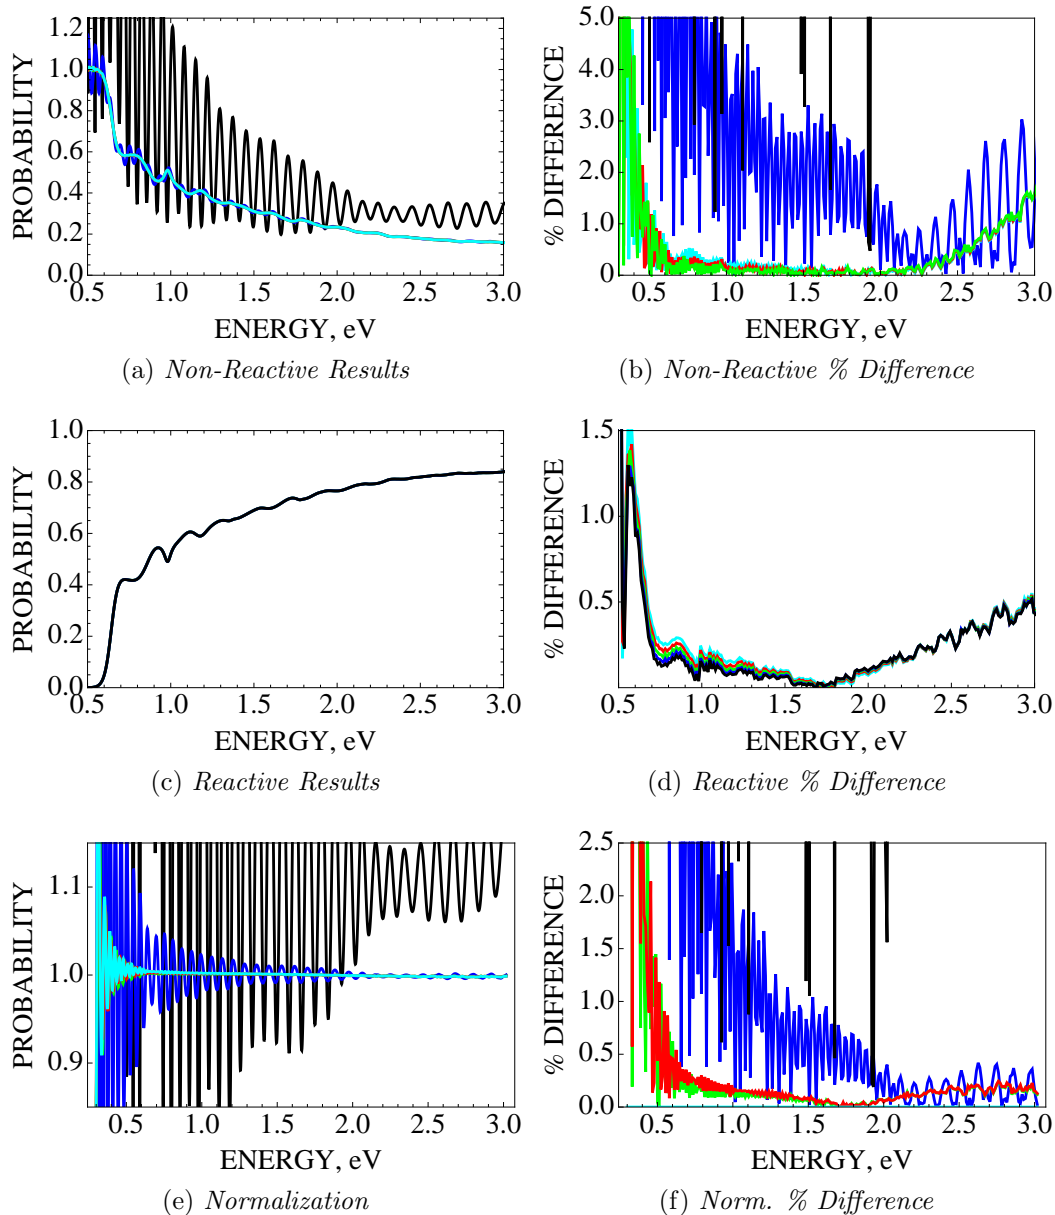 PROBABILITY
1.2
1.0
0.8
0.6
0.4
0.2
0.0
0.5 1.0 1.5 2.0 2.5 3.0
ENERGY, eV
(a) Non-Reactive Results
% DIFFERENCE
5.0
4.0
3.0
2.0
1.0
0
0.5 1.0 1.5 2.0 2.5 3.0
ENERGY, eV
(b) Non-Reactive % Difference
PROBABILITY
1.0
0.8
0.6
0.4
0.2
0.0
0.5 1.0 1.5 2.0 2.5 3.0
ENERGY, eV
(c) Reactive Results
% DIFFERENCE
1.5
1.0
0.5
0.5 1.0 1.5 2.0 2.5 3.0
ENERGY, eV
(d) Reactive % Difference
PROBABILITY
1.1
1.0
0.9
0.5 1.0 1.5 2.0 2.5 3.0
ENERGY, eV
(e) Normalization
% DIFFERENCE
2.5
2.0
1.5
1.0
0.5
0.0
0.5 1.0 1.5 2.0 2.5 3.0
ENERGY, eV
(f) Norm. % Difference